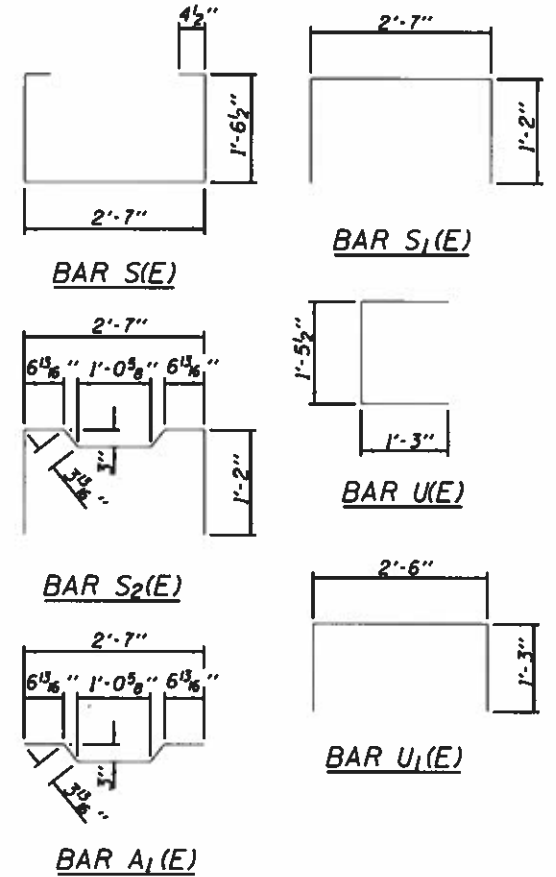 4½"
1'-6½"
2'-7"
BAR S(E)
2'-7"
1'-2"
BAR S1(E)
2'-7"
6 13/16" 1'-0 5/8" 6 13/16"
3"
3 13/16"
1'-2"
BAR S2(E)
1'-5½"
1'-3"
BAR U(E)
2'-7"
6 13/16" 1'-0 5/8" 6 13/16"
3"
3 13/16"
BAR A1(E)
2'-6"
1'-3"
BAR U1(E)